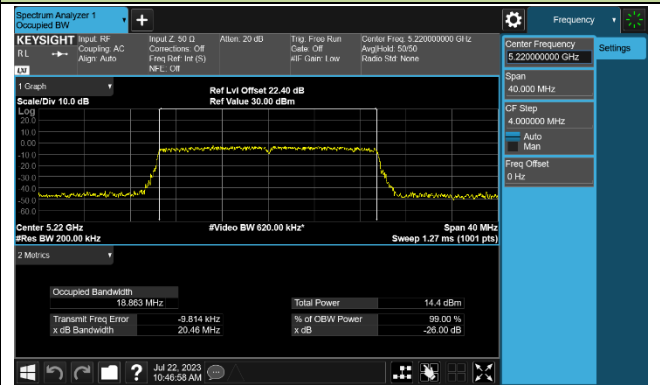 Spectrum Analyzer 1
Occupied BW
Frequency
KEYSIGHT
RL
LXI
Input: RF
Coupling: AC
Align: Auto
Input Z: 50 Ω
Corrections: Off
Freq Ref: Int (S)
NFE: Off
Atten: 20 dB
Trig: Free Run
Gate: Off
#IF Gain: Low
Center Freq: 5.220000000 GHz
Avg|Hold: 50/50
Radio Std: None
Center Frequency
5.220000000 GHz
Settings
Span
40.000 MHz
CF Step
4.000000 MHz
Auto
Man
Freq Offset
0 Hz
1 Graph
Scale/Div 10.0 dB
Ref Lvl Offset 22.40 dB
Ref Value 30.00 dBm
Log
20.0
10.0
0.00
-10.0
-20.0
-30.0
-40.0
-50.0
-60.0
Center 5.22 GHz
#Res BW 200.00 kHz
#Video BW 620.00 kHz*
Span 40 MHz
Sweep 1.27 ms (1001 pts)
2 Metrics
Occupied Bandwidth
18.863 MHz
Total Power 14.4 dBm
Transmit Freq Error -9.814 kHz
% of OBW Power 99.00 %
x dB Bandwidth 20.46 MHz
x dB -26.00 dB
?
Jul 22, 2023
10:46:58 AM